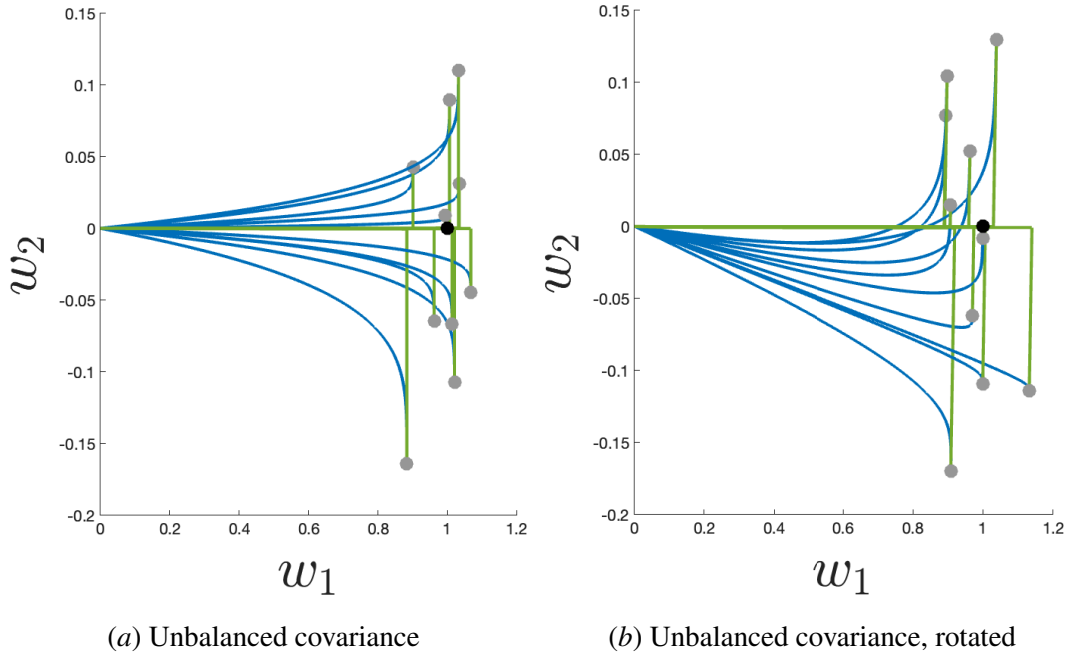 0.15
0.1
0.05
0
-0.05
-0.1
-0.15
-0.2
w₂
0 0.2 0.4 0.6 0.8 1 1.2
w₁
(a) Unbalanced covariance
0.15
0.1
0.05
0
-0.05
-0.1
-0.15
-0.2
w₂
0 0.2 0.4 0.6 0.8 1 1.2
w₁
(b) Unbalanced covariance, rotated